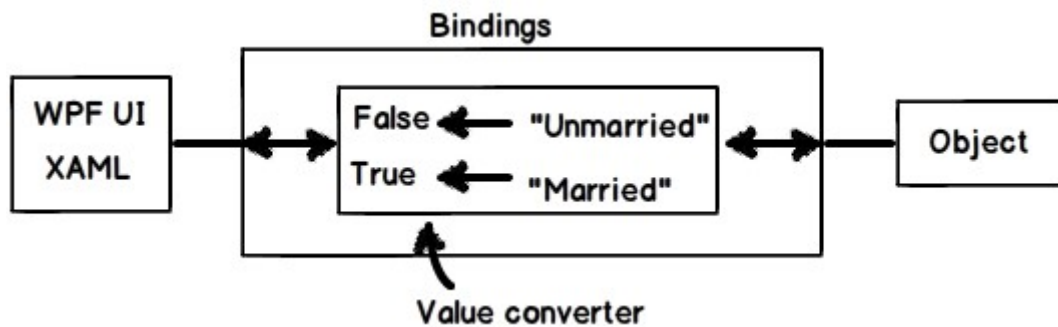 Bindings
WPF UI
XAML
False "Unmarried"
True "Married"
Object
Value converter